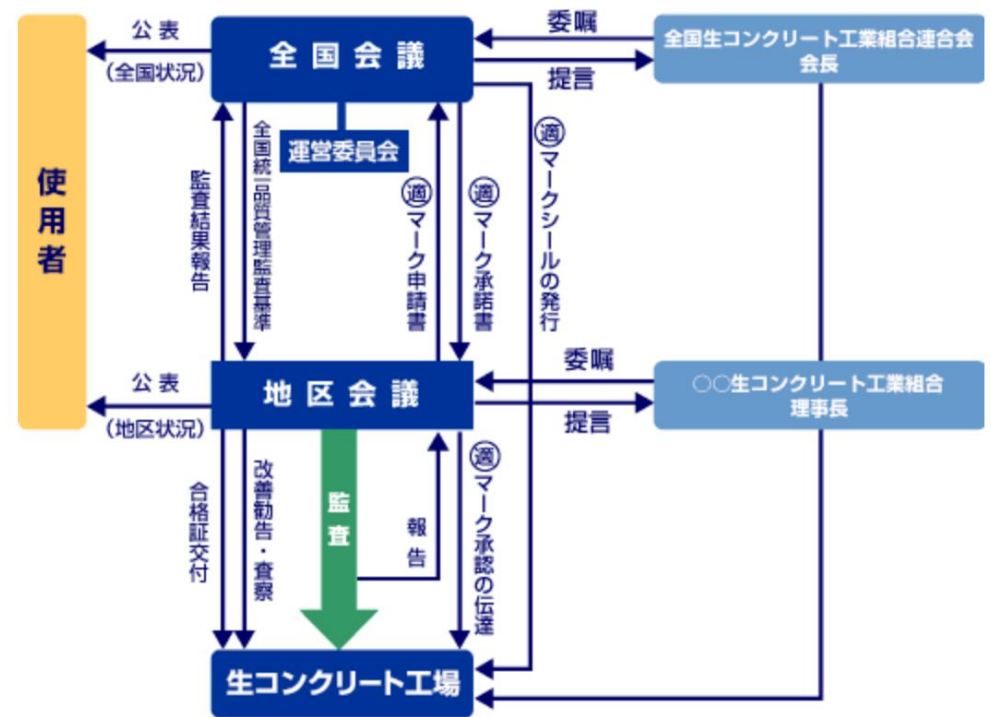 使用者
公表
（全国状況）
全国会議
委嘱
提言
全国生コンクリート工業組合連合会
会長
運営委員会
監査結果報告
全国統一品質管理監査基準
適マーク申請書
適マーク承諾書
適マークシールの発行
公表
（地区状況）
地区会議
委嘱
提言
○○生コンクリート工業組合
理事長
合格証交付
改善勧告・査察
監査
報告
適マーク承認の伝達
生コンクリート工場